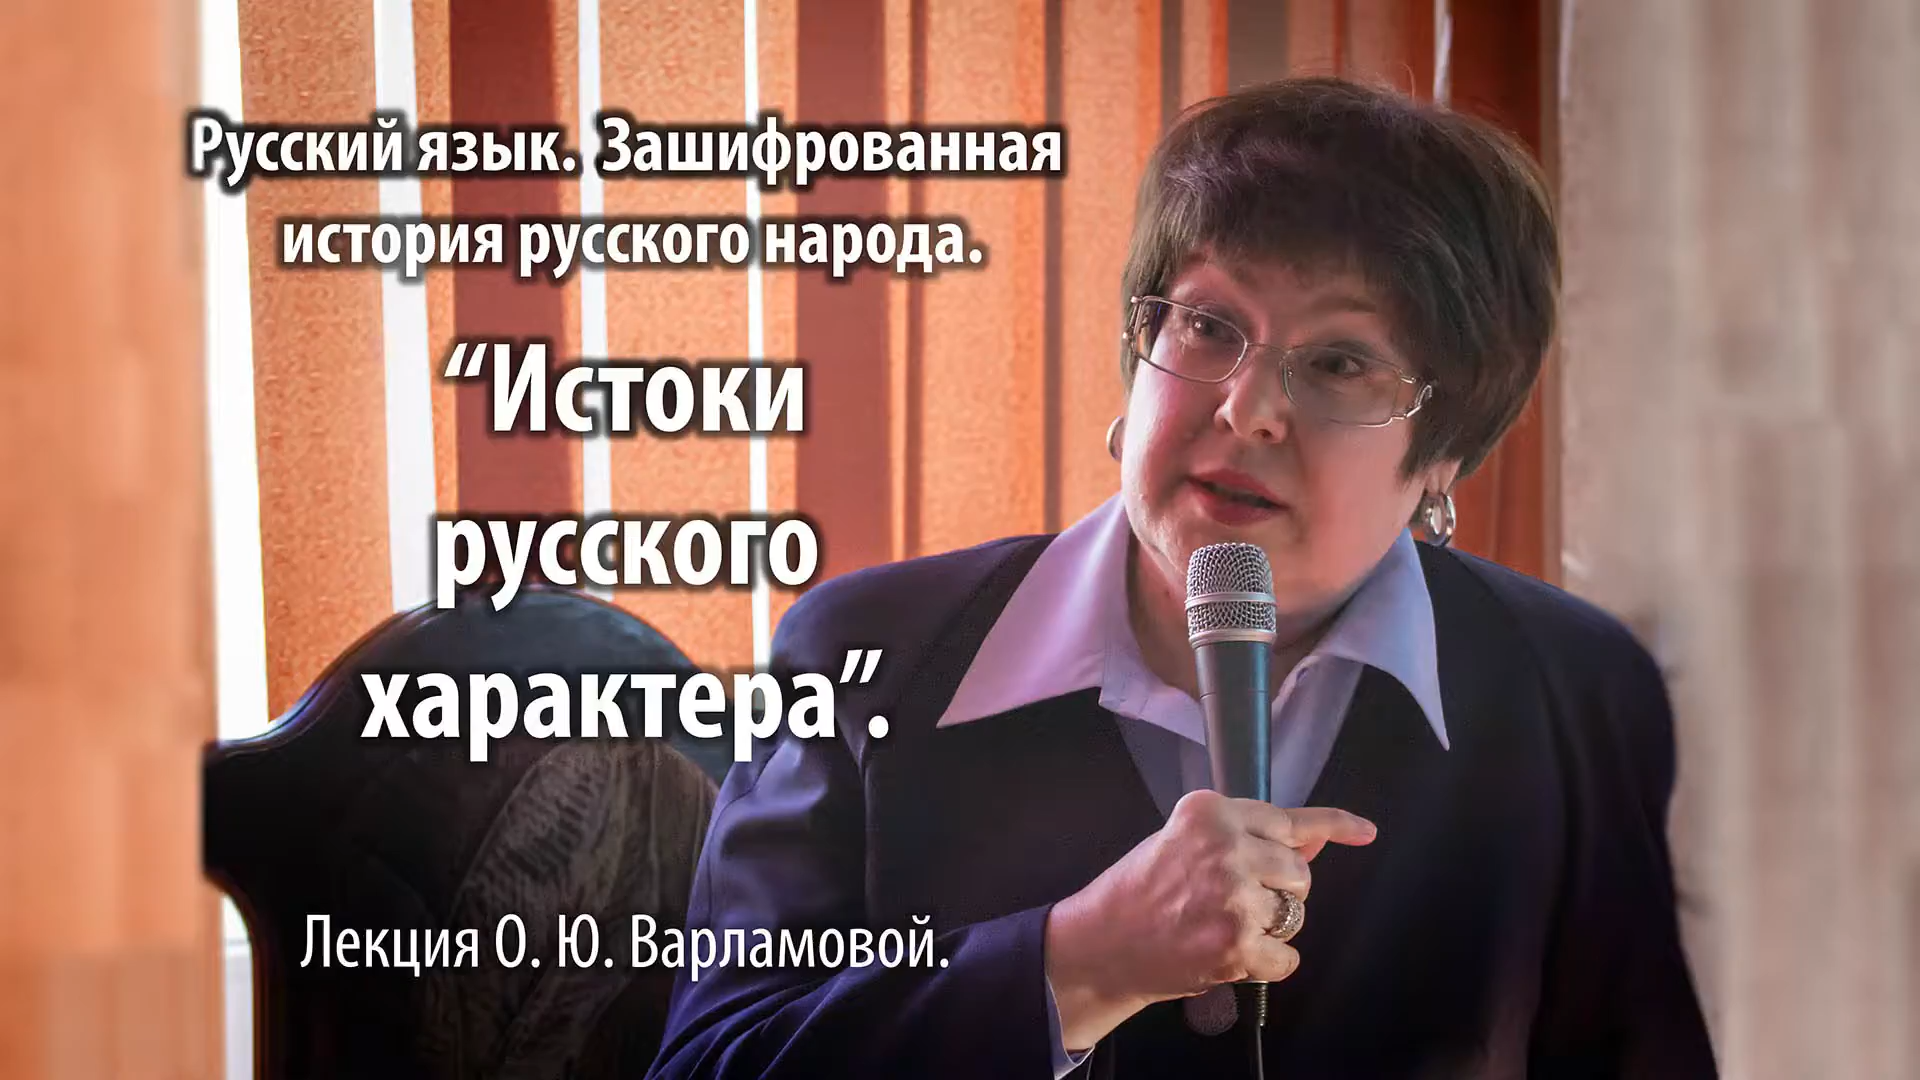 Русский язык. Зашифрованная
история русского народа.
“Истоки
русского
характера”.
Лекция О. Ю. Варламовой.